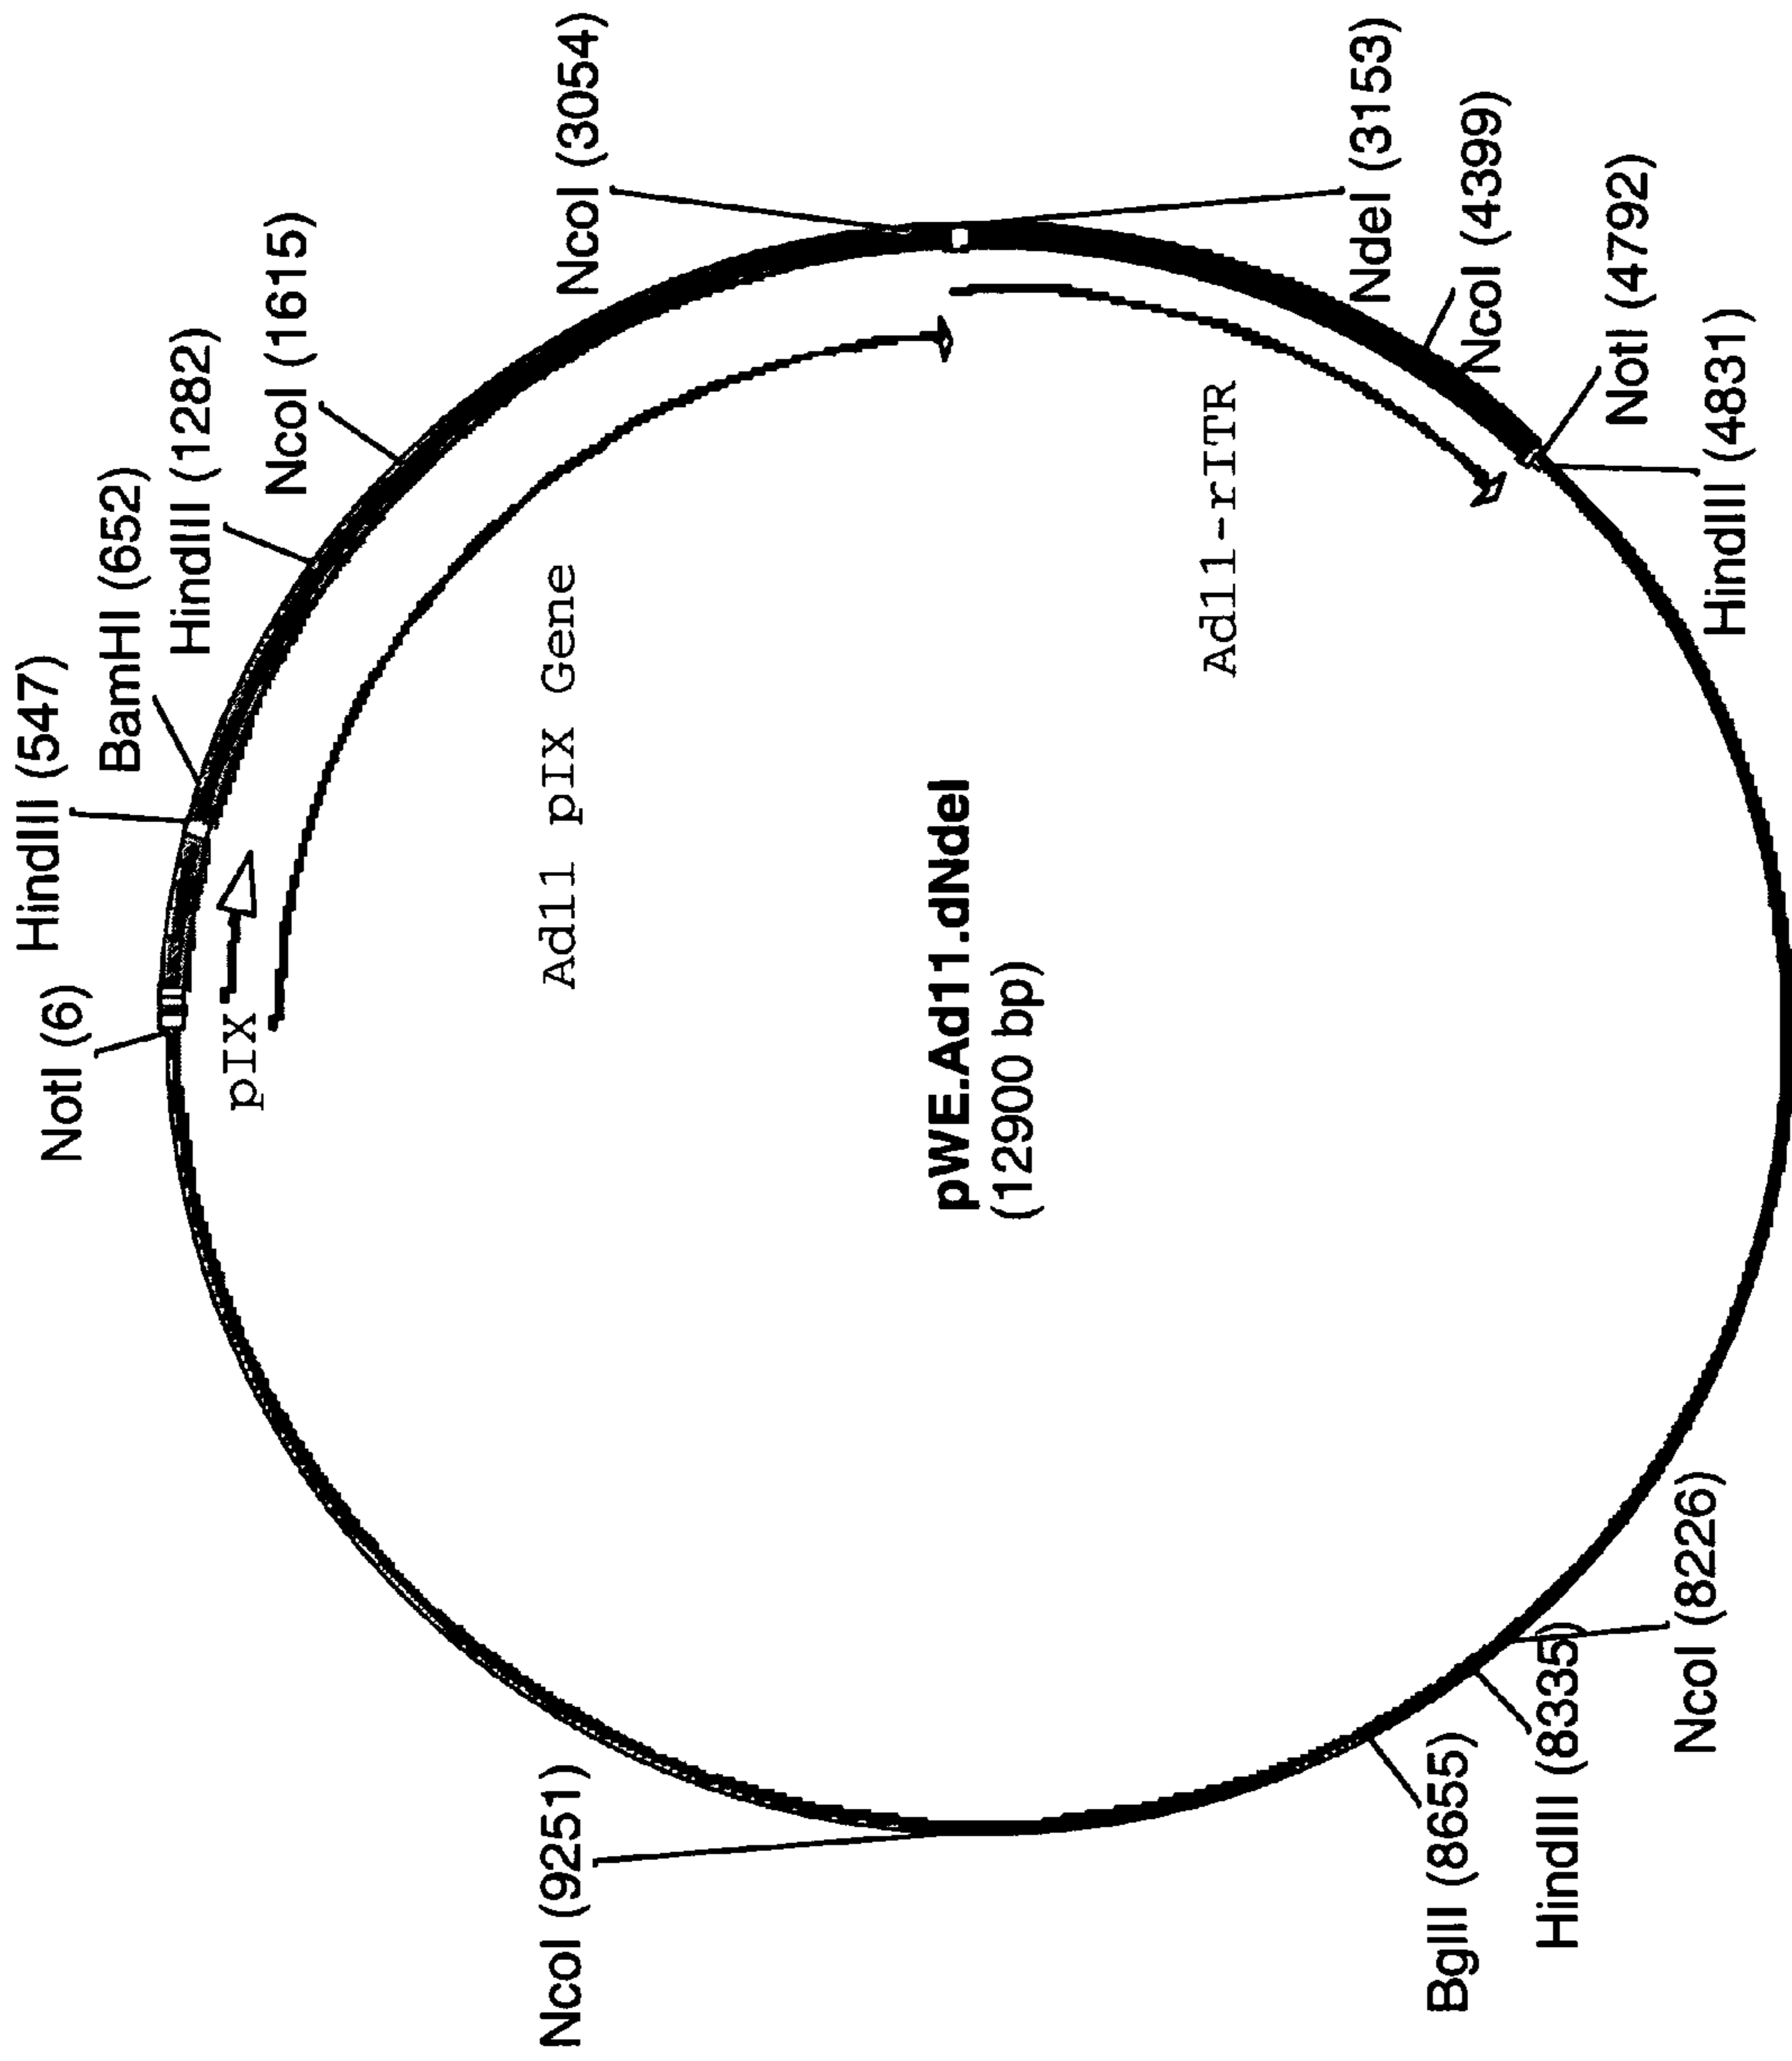 NotI (6)
HindIII (547)
BamHI (652)
HindIII (1282)
NcoI (1615)
NcoI (3054)
NdeI (3153)
NcoI (4399)
NotI (4792)
HindIII (4831)
NcoI (8226)
HindIII (8335)
BglII (8655)
NcoI (9251)
pIX
Ad11 pIX Gene
Ad11-rITR
pWE.Ad11.dNdeI
(12900 bp)